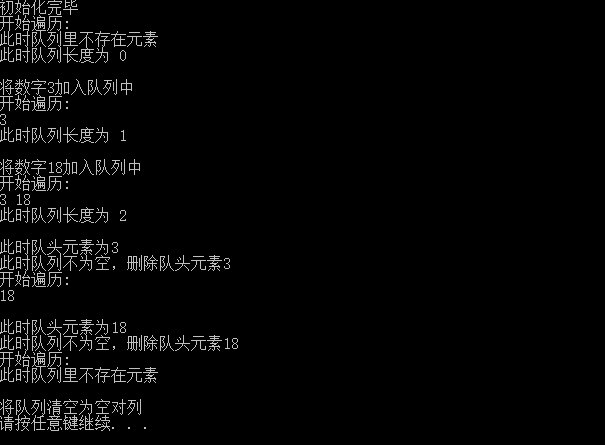 初始化完毕
开始遍历:
此时队列里不存在元素
此时队列长度为 0
将数字3加入队列中
开始遍历:
3
此时队列长度为 1
将数字18加入队列中
开始遍历:
3 18
此时队列长度为 2
此时队头元素为3
此时队列不为空，删除队头元素3
开始遍历:
18
此时队头元素为18
此时队列不为空，删除队头元素18
开始遍历:
此时队列里不存在元素
将队列清空为空对列
请按任意键继续. . .